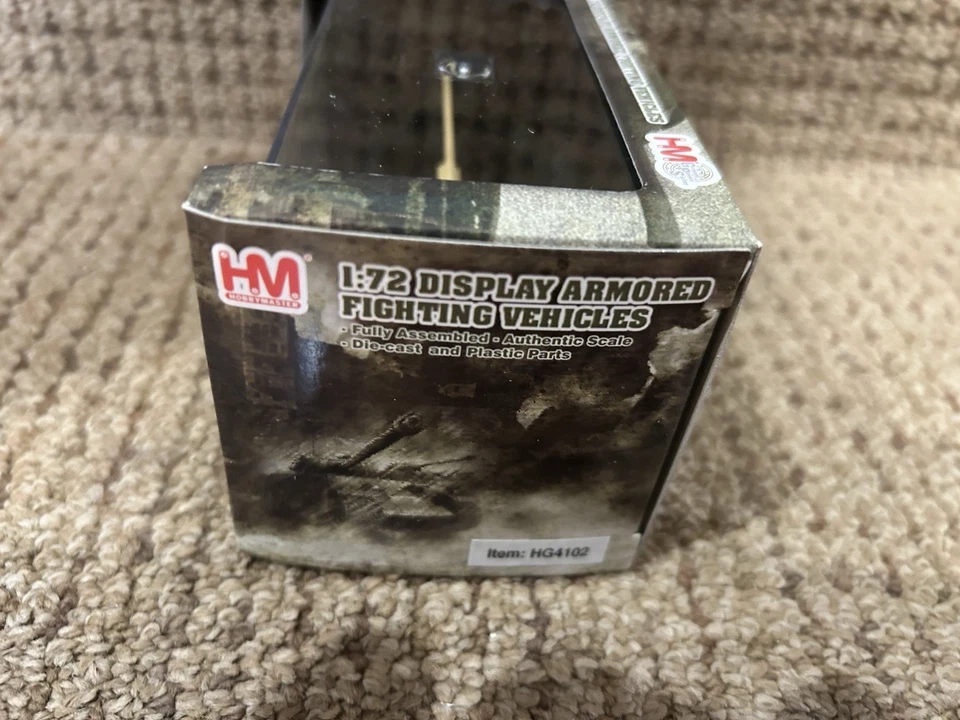 HM
HM
HOBBYMASTER
1:72 DISPLAY ARMORED
FIGHTING VEHICLES
- Fully Assembled - Authentic Scale
- Die-cast and Plastic Parts
Item: HG4102